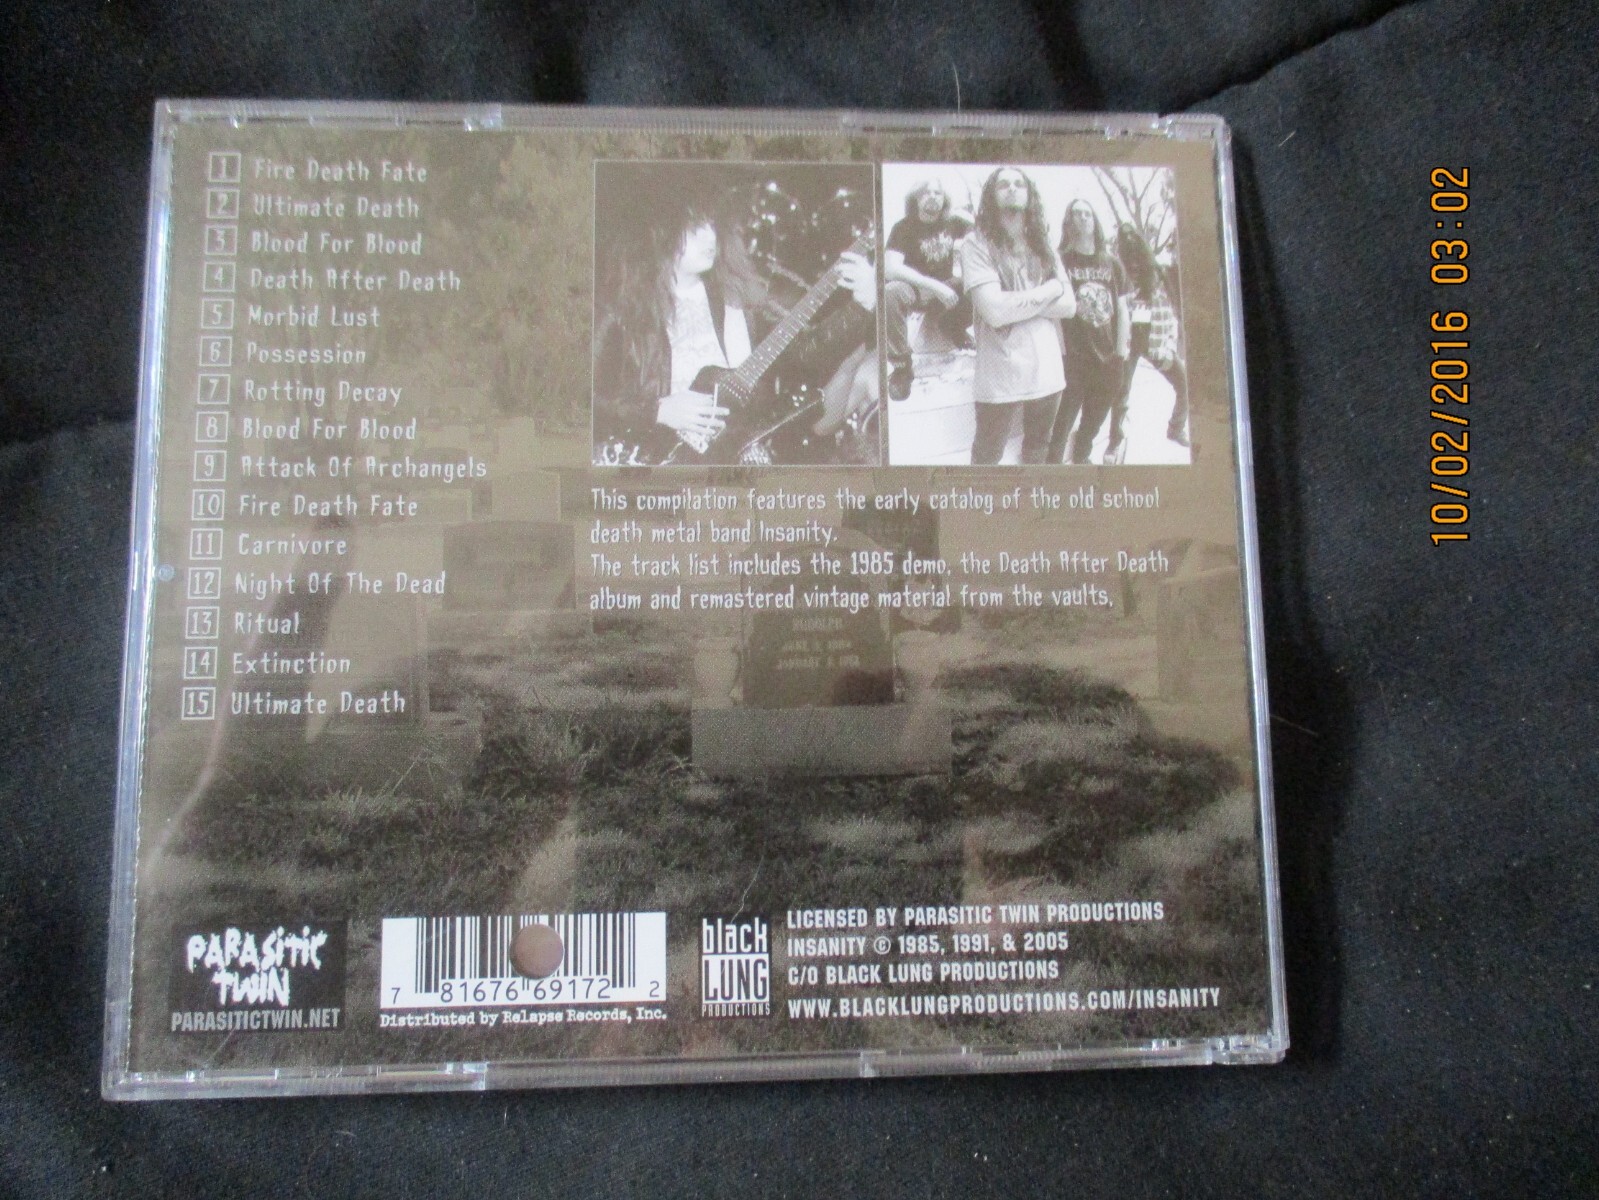 1 Fire Death Fate
2 Ultimate Death
3 Blood For Blood
4 Death After Death
5 Morbid Lust
6 Possession
7 Rotting Decay
8 Blood For Blood
9 Attack Of Archangels
10 Fire Death Fate
11 Carnivore
12 Night Of The Dead
13 Ritual
14 Extinction
15 Ultimate Death
This compilation features the early catalog of the old school
death metal band Insanity.
The track list includes the 1985 demo, the Death After Death
album and remastered vintage material from the vaults.
PARASITIC
TWIN
PARASITICTWIN.NET
7 81676 69172 2
Distributed by Relapse Records, Inc.
black
LUNG
PRODUCTIONS
LICENSED BY PARASITIC TWIN PRODUCTIONS
INSANITY © 1985, 1991, & 2005
C/O BLACK LUNG PRODUCTIONS
WWW.BLACKLUNGPRODUCTIONS.COM/INSANITY
10/02/2016 03:02